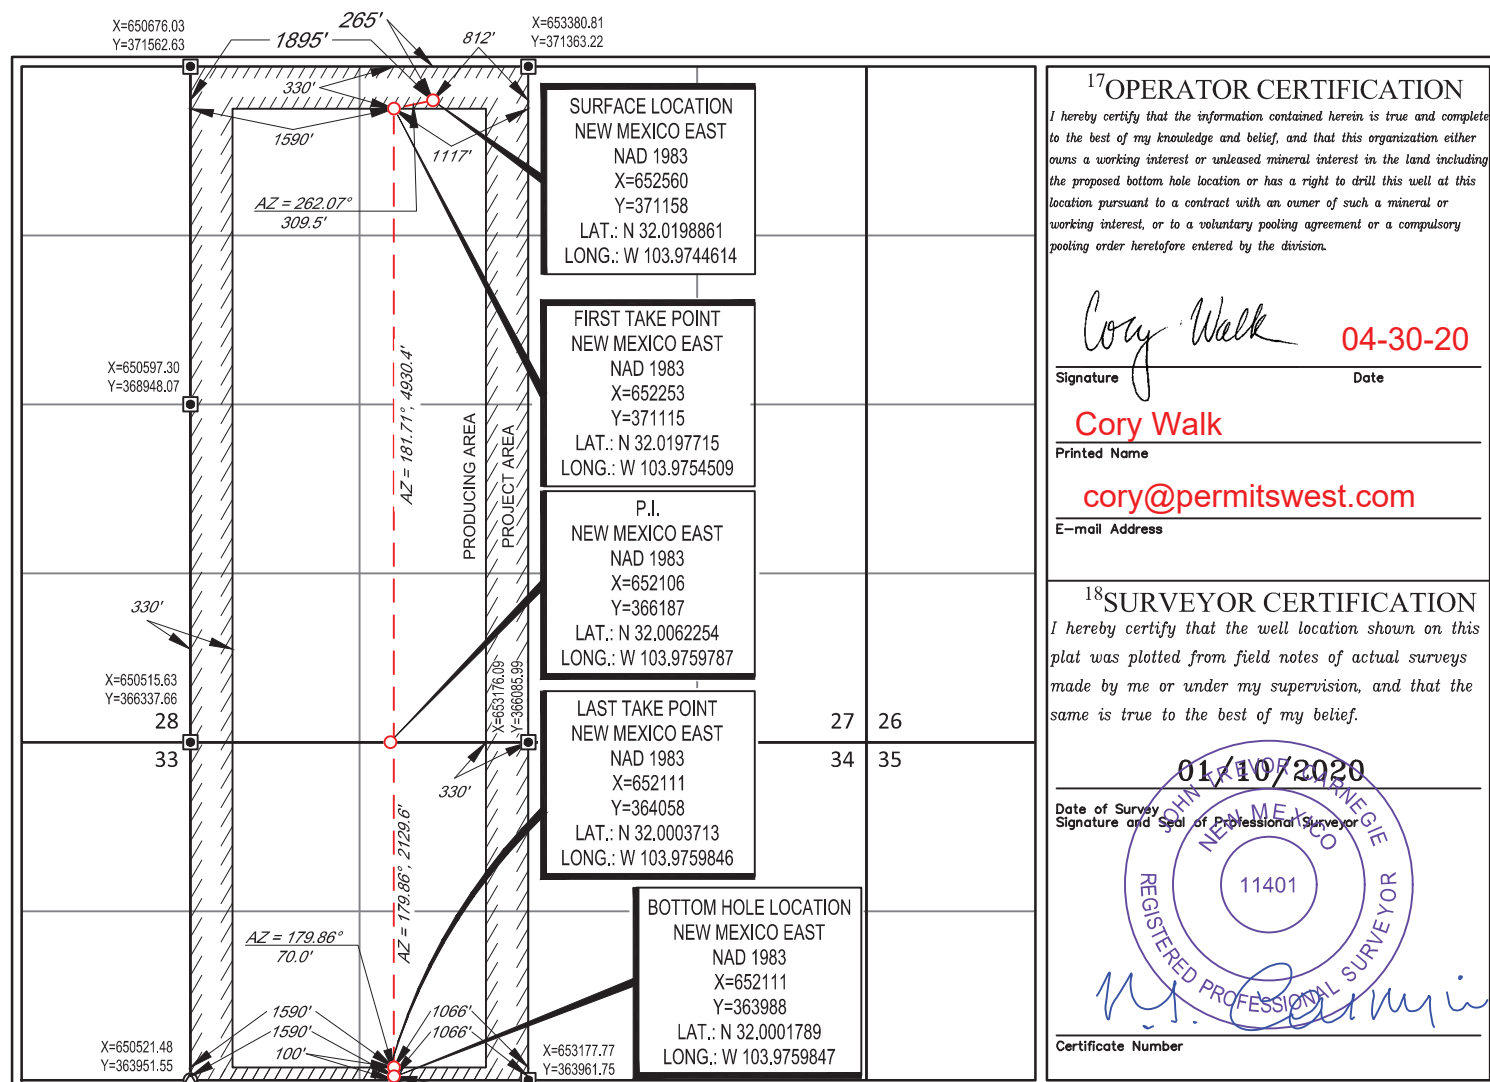 X=650676.03
Y=371562.63
265'
1895'
812'
X=653380.81
Y=371363.22
330'
1590'
1117'
AZ = 262.07°
309.5'
SURFACE LOCATION
NEW MEXICO EAST
NAD 1983
X=652560
Y=371158
LAT.: N 32.0198861
LONG.: W 103.9744614
FIRST TAKE POINT
NEW MEXICO EAST
NAD 1983
X=652253
Y=371115
LAT.: N 32.0197715
LONG.: W 103.9754509
X=650597.30
Y=368948.07
AZ = 181.71°, 4930.4'
PRODUCING AREA
PROJECT AREA
P.I.
NEW MEXICO EAST
NAD 1983
X=652106
Y=366187
LAT.: N 32.0062254
LONG.: W 103.9759787
330'
X=650515.63
Y=366337.66
X=653176.09
Y=366085.99
28
33
27 26
34 35
330'
LAST TAKE POINT
NEW MEXICO EAST
NAD 1983
X=652111
Y=364058
LAT.: N 32.0003713
LONG.: W 103.9759846
AZ = 179.86°, 2129.6'
AZ = 179.86°
70.0'
BOTTOM HOLE LOCATION
NEW MEXICO EAST
NAD 1983
X=652111
Y=363988
LAT.: N 32.0001789
LONG.: W 103.9759847
1590'
1590'
100'
1066'
1066'
X=650521.48
Y=363951.55
X=653177.77
Y=363961.75
17 OPERATOR CERTIFICATION
I hereby certify that the information contained herein is true and complete
to the best of my knowledge and belief, and that this organization either
owns a working interest or unleased mineral interest in the land including
the proposed bottom hole location or has a right to drill this well at this
location pursuant to a contract with an owner of such a mineral or
working interest, or to a voluntary pooling agreement or a compulsory
pooling order heretofore entered by the division.
Cory Walk
04-30-20
Signature Date
Cory Walk
Printed Name
cory@permitswest.com
E-mail Address
18 SURVEYOR CERTIFICATION
I hereby certify that the well location shown on this
plat was plotted from field notes of actual surveys
made by me or under my supervision, and that the
same is true to the best of my belief.
01/10/2020
Date of Survey
Signature and Seal of Professional Surveyor
JOHN TREVOR CARNEGIE
NEW MEXICO
11401
REGISTERED PROFESSIONAL SURVEYOR
Certificate Number